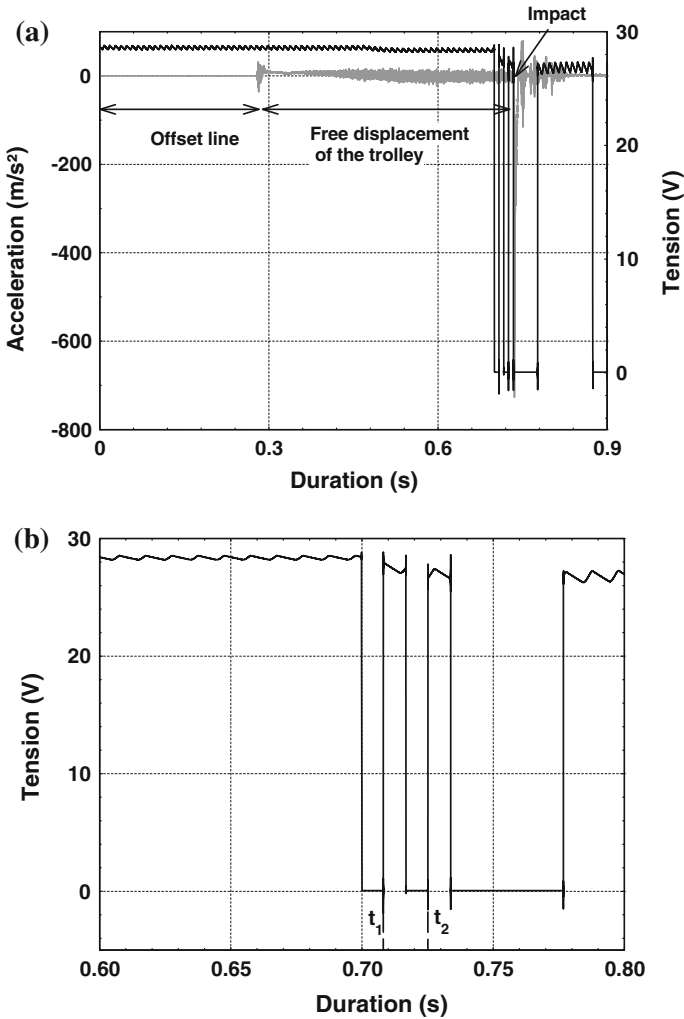 (a)
Impact
30
0
20
Offset line
Free displacement
of the trolley
-200
Acceleration (m/s²)
Tension (V)
-400
10
-600
0
-800
0
0.3
0.6
0.9
Duration (s)
(b)
30
20
Tension (V)
10
0
t₁
t₂
0.60
0.65
0.70
0.75
0.80
Duration (s)